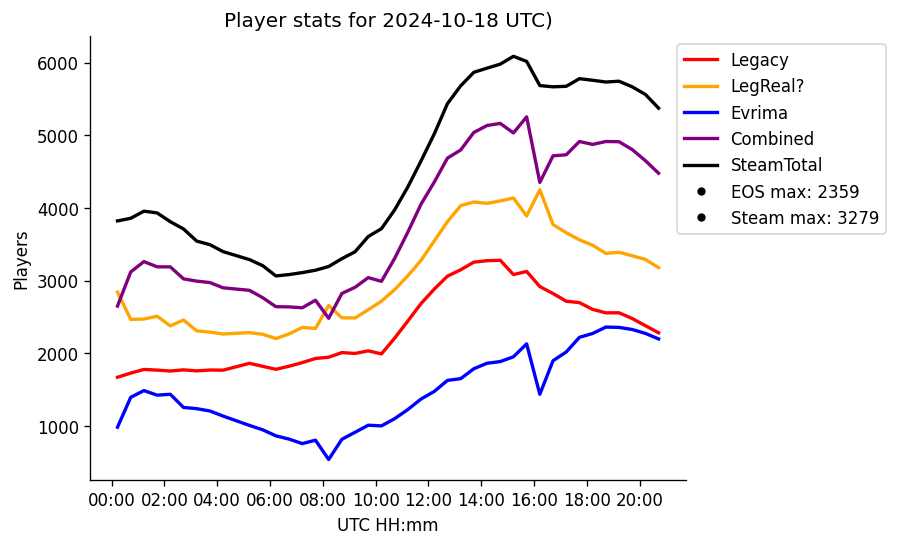 Player stats for 2024-10-18 UTC)
6000
5000
4000
3000
2000
1000
Players
00:00 02:00 04:00 06:00 08:00 10:00 12:00 14:00 16:00 18:00 20:00
UTC HH:mm
Legacy
LegReal?
Evrima
Combined
SteamTotal
EOS max: 2359
Steam max: 3279